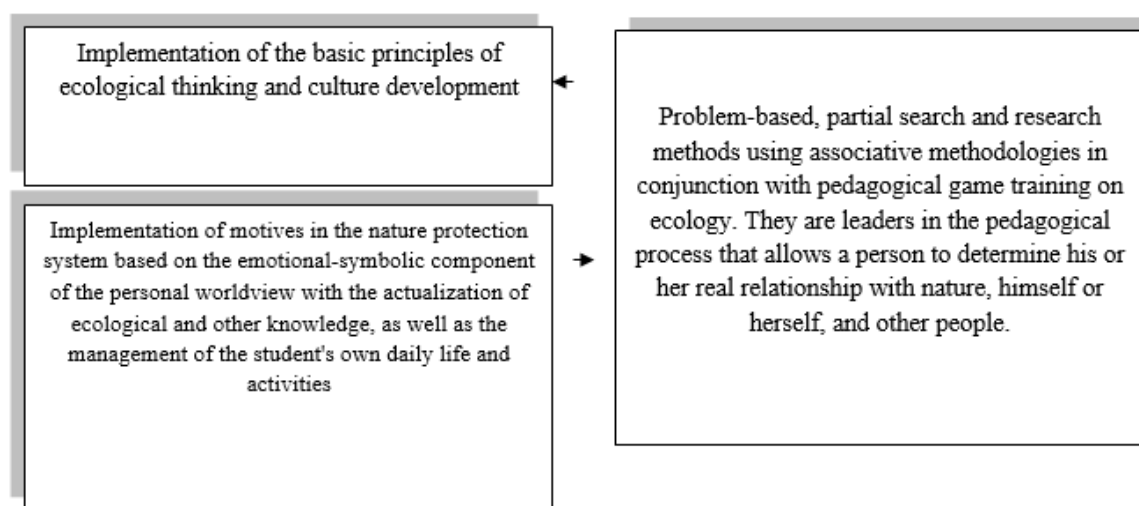 Implementation of the basic principles of
ecological thinking and culture development
Implementation of motives in the nature protection
system based on the emotional-symbolic component
of the personal worldview with the actualization of
ecological and other knowledge, as well as the
management of the student's own daily life and
activities
Problem-based, partial search and research
methods using associative methodologies in
conjunction with pedagogical game training on
ecology. They are leaders in the pedagogical
process that allows a person to determine his or
her real relationship with nature, himself or
herself, and other people.